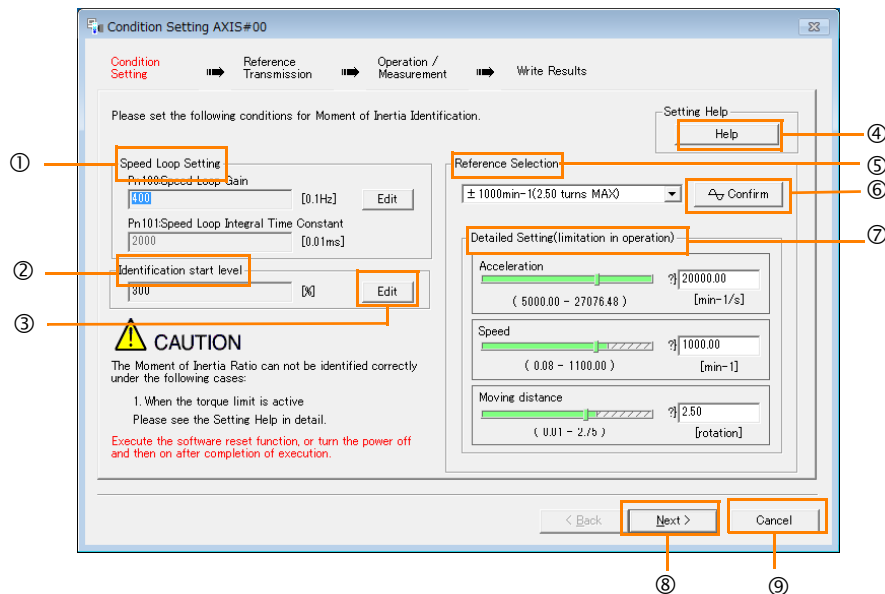 Condition Setting AXIS#00
Condition Setting
Reference Transmission
Operation / Measurement
Write Results
Please set the following conditions for Moment of Inertia Identification.
Setting Help
Help
④
①
Speed Loop Setting
Pn100:Speed Loop Gain
400 [0.1Hz] Edit
Pn101:Speed Loop Integral Time Constant
2000 [0.01ms]
②
Identification start level
300 [%] Edit
③
CAUTION
The Moment of Inertia Ratio can not be identified correctly
under the following cases:
1. When the torque limit is active
Please see the Setting Help in detail.
Execute the software reset function, or turn the power off
and then on after completion of execution.
Reference Selection
⑤
± 1000min-1(2.50 turns MAX)
Confirm
⑥
Detailed Setting(limitation in operation)
⑦
Acceleration
?} 20000.00
( 5000.00 - 27076.48 ) [min-1/s]
Speed
?} 1000.00
( 0.08 - 1100.00 ) [min-1]
Moving distance
?} 2.50
( 0.01 - 2.75 ) [rotation]
< Back
Next >
Cancel
⑧
⑨